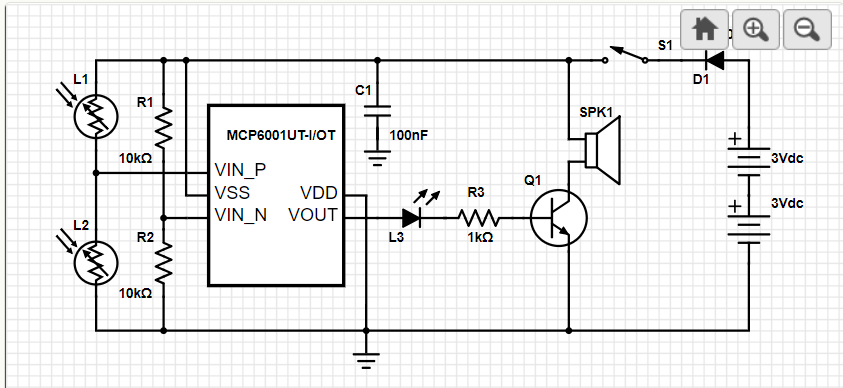 S1
D1
L1
R1
C1
SPK1
MCP6001UT-I/OT
100nF
10kΩ
+
3Vdc
VIN_P
VSS
VDD
VIN_N
VOUT
Q1
R3
+
3Vdc
L2
R2
L3
1kΩ
10kΩ